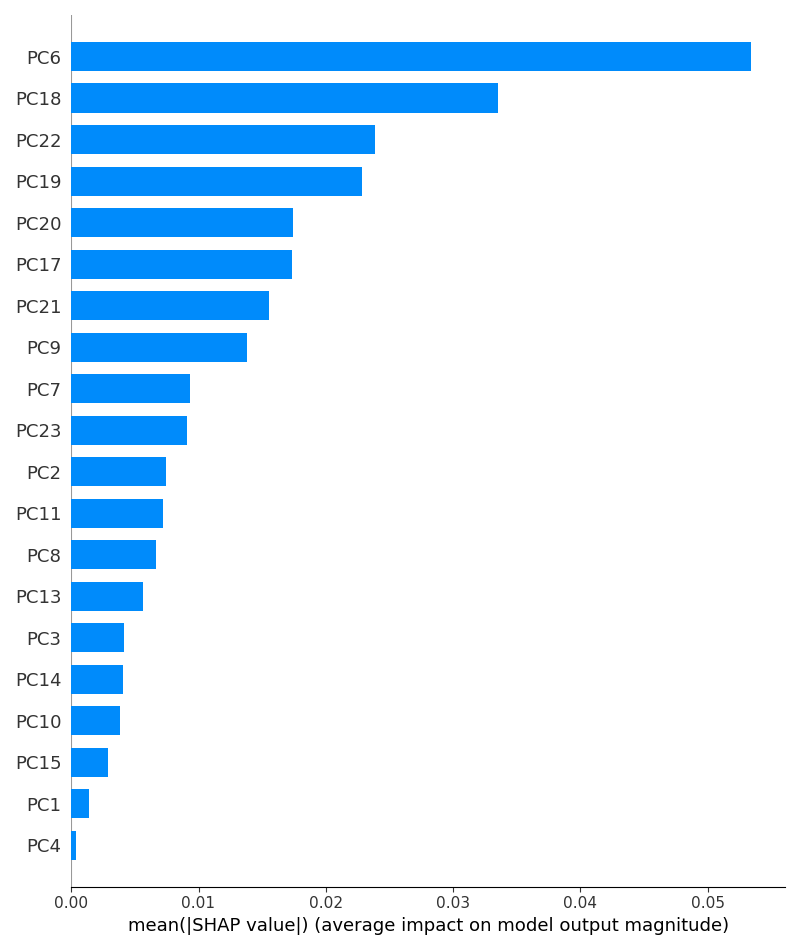 PC6
PC18
PC22
PC19
PC20
PC17
PC21
PC9
PC7
PC23
PC2
PC11
PC8
PC13
PC3
PC14
PC10
PC15
PC1
PC4
0.00 0.01 0.02 0.03 0.04 0.05
mean(|SHAP value|) (average impact on model output magnitude)